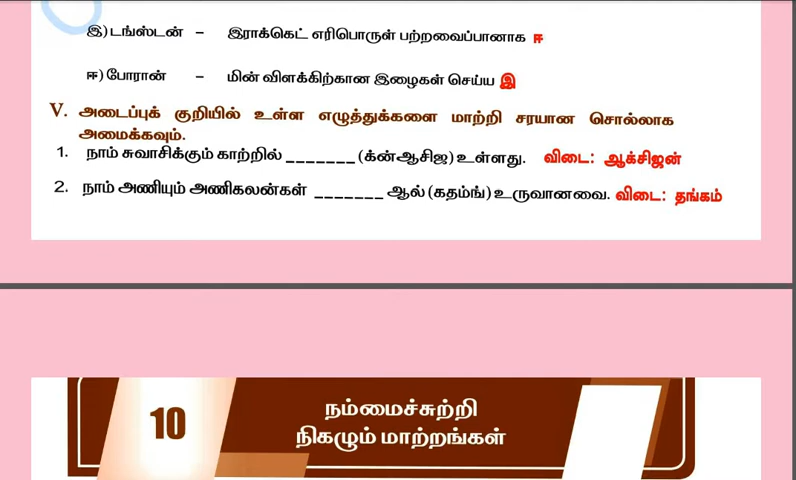 இ) டங்ஸ்டன் – இராக்கெட் எரிபொருள் பற்றவைப்பானாக ஈ
ஈ) போரான் – மின் விளக்கிற்கான இழைகள் செய்ய இ
V. அடைப்புக் குறியில் உள்ள எழுத்துக்களை மாற்றி சரயான சொல்லாக
அமைக்கவும்.
1. நாம் சுவாசிக்கும் காற்றில் _______ (க்ன்ஆசிஜ) உள்ளது. விடை: ஆக்சிஜன்
2. நாம் அணியும் அணிகலன்கள் _______ ஆல் (கதம்ங்) உருவானவை. விடை: தங்கம்
10
நம்மைச்சுற்றி
நிகழும் மாற்றங்கள்